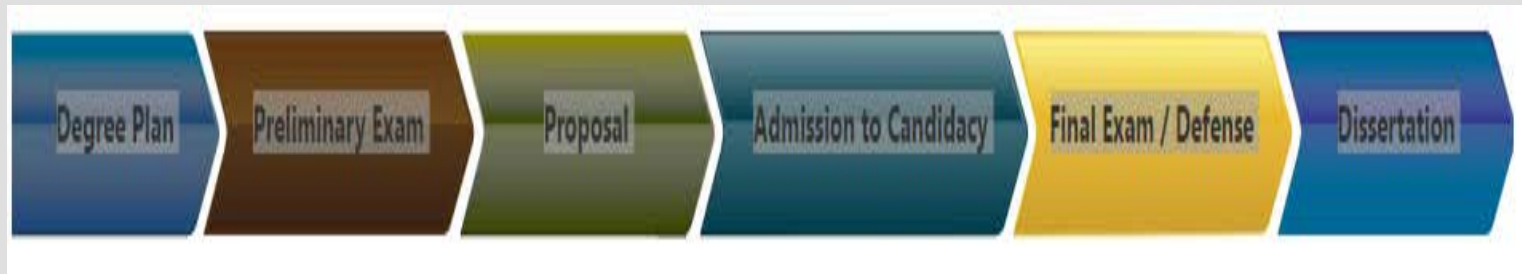 Degree Plan
Preliminary Exam
Proposal
Admission to Candidacy
Final Exam / Defense
Dissertation